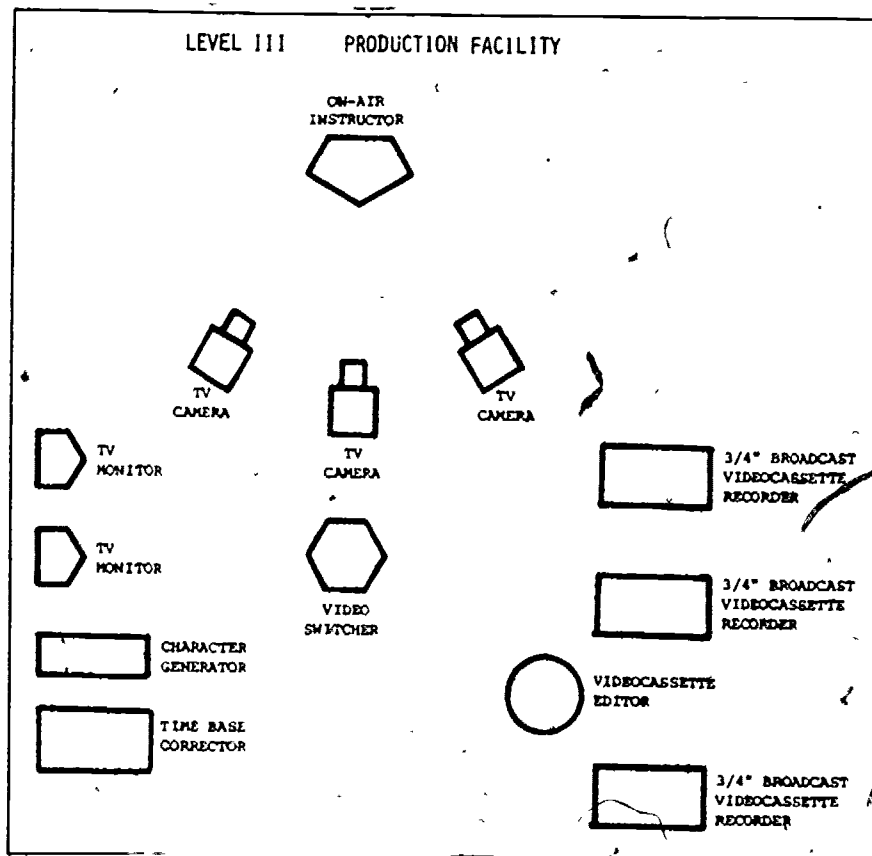 LEVEL III PRODUCTION FACILITY
ON-AIR
INSTRUCTOR
TV
CAMERA
TV
CAMERA
TV
CAMERA
TV
MONITOR
3/4" BROADCAST
VIDEOCASSETTE
RECORDER
TV
MONITOR
VIDEO
SWITCHER
3/4" BROADCAST
VIDEOCASSETTE
RECORDER
CHARACTER
GENERATOR
VIDEOCASSETTE
EDITOR
TIME BASE
CORRECTOR
3/4" BROADCAST
VIDEOCASSETTE
RECORDER